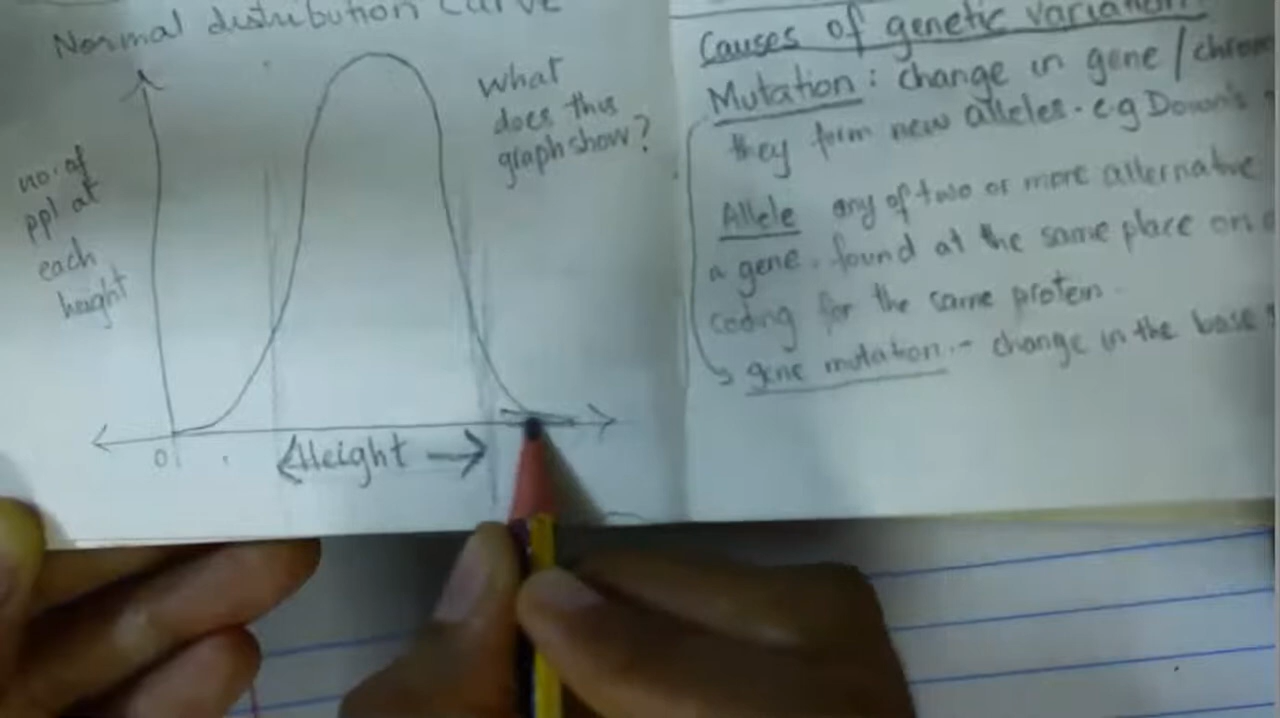 Normal distribution curve
no. of
ppl at
each
height
what
does this
graph show?
0
Height
Causes of genetic variation
Mutation : change in gene / chrom
they form new alleles. e.g Down's
Allele any of two or more alternative
a gene. found at the same place on
coding for the same protein.
gene mutation - change in the base